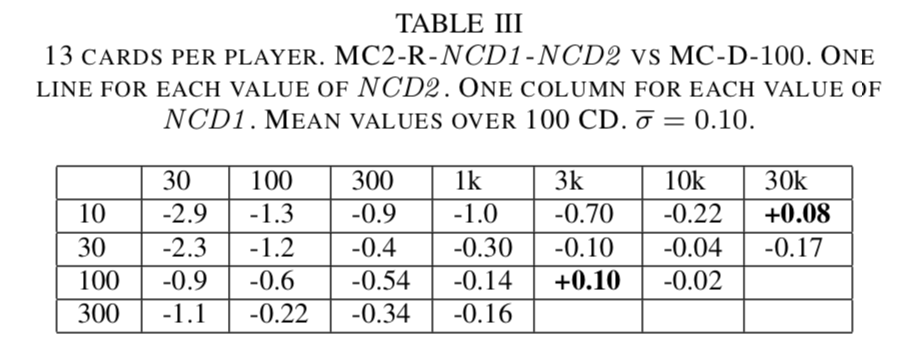 TABLE III
13 CARDS PER PLAYER. MC2-R-NCD1-NCD2 VS MC-D-100. ONE
LINE FOR EACH VALUE OF NCD2. ONE COLUMN FOR EACH VALUE OF
NCD1. MEAN VALUES OVER 100 CD. σ̅ = 0.10.
30 100 300 1k 3k 10k 30k
10 -2.9 -1.3 -0.9 -1.0 -0.70 -0.22 +0.08
30 -2.3 -1.2 -0.4 -0.30 -0.10 -0.04 -0.17
100 -0.9 -0.6 -0.54 -0.14 +0.10 -0.02
300 -1.1 -0.22 -0.34 -0.16